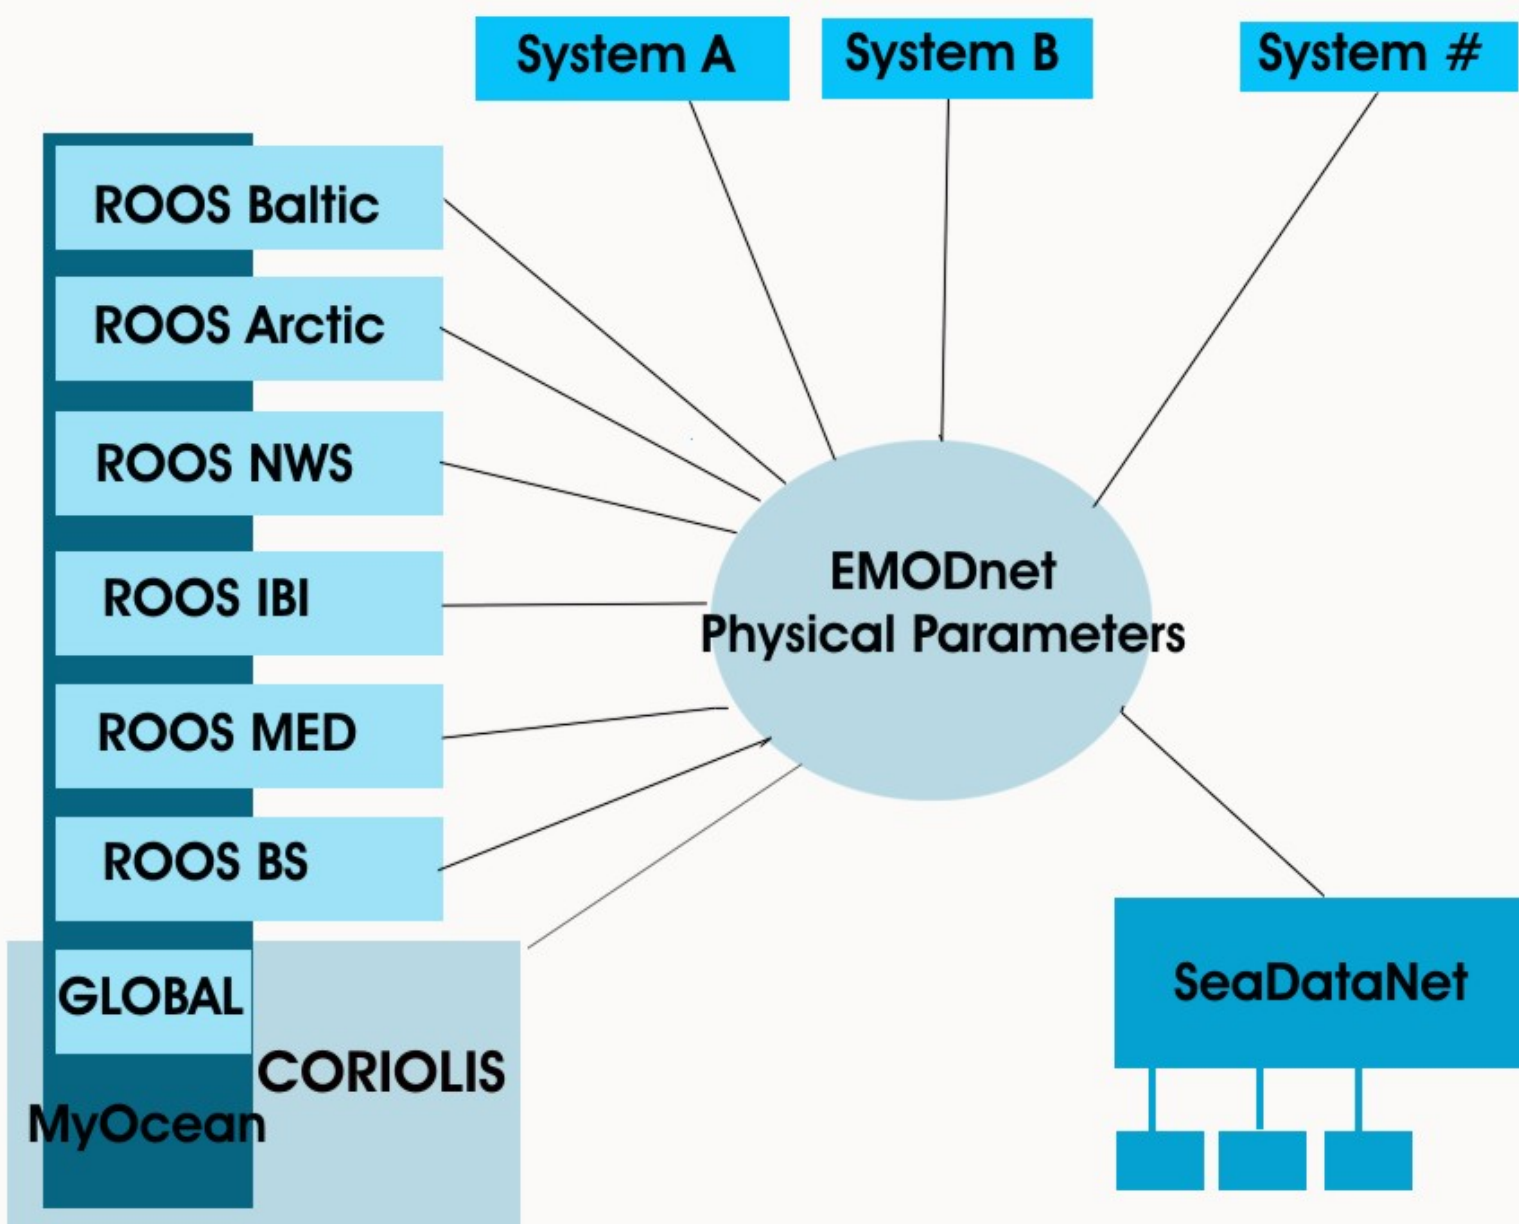 System A
System B
System #
ROOS Baltic
ROOS Arctic
ROOS NWS
ROOS IBI
ROOS MED
ROOS BS
GLOBAL
CORIOLIS
MyOcean
EMODnet
Physical Parameters
SeaDataNet